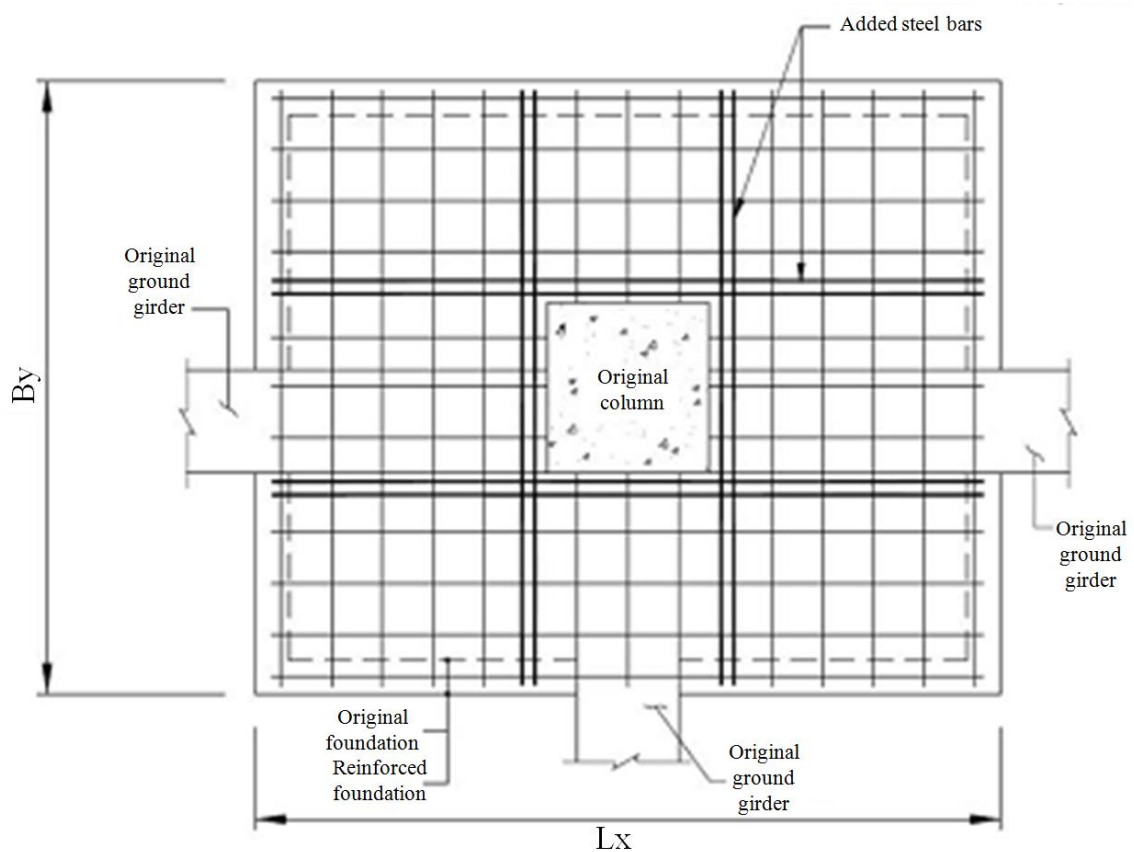 Added steel bars
Original
ground
girder
Original
column
By
Original
ground
girder
Original
foundation
Reinforced
foundation
Original
ground
girder
Lx